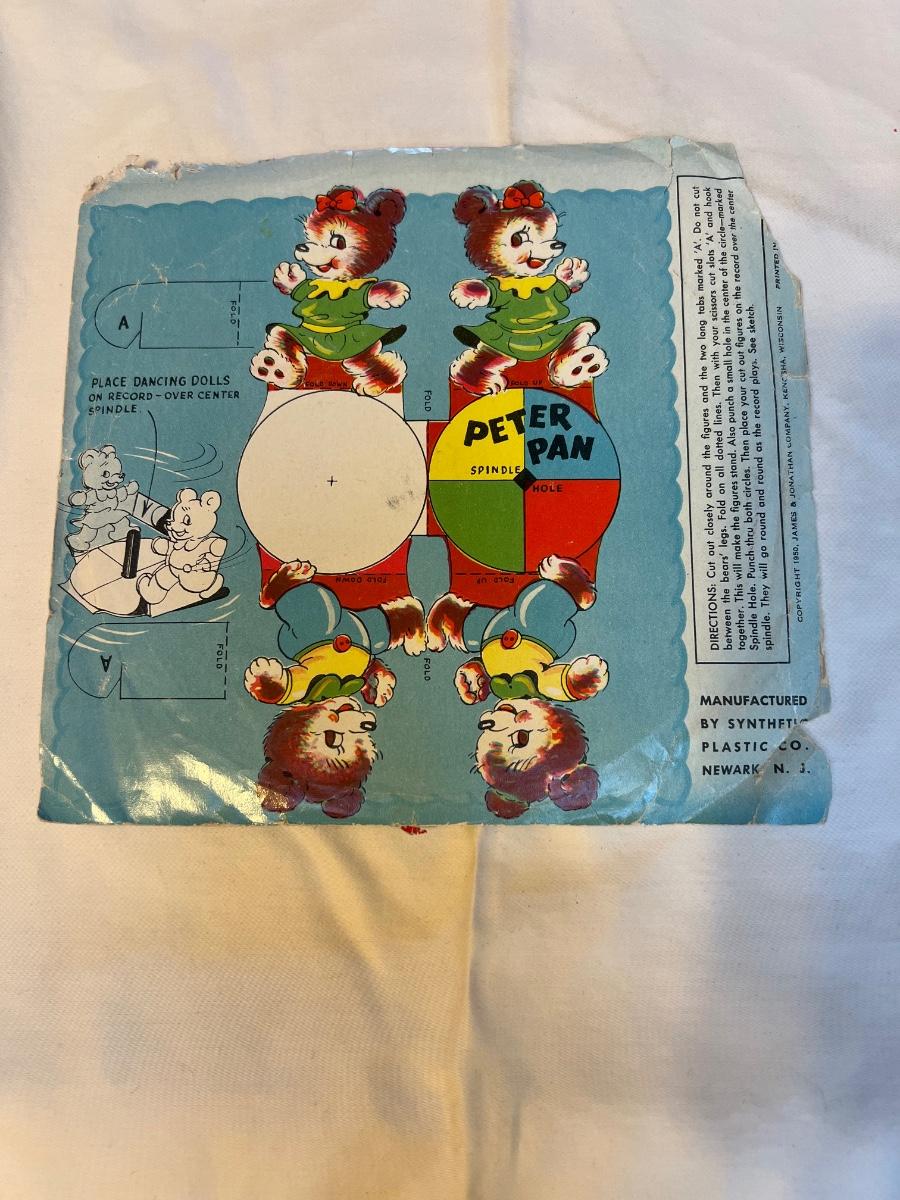 A
FOLD
PLACE DANCING DOLLS
ON RECORD - OVER CENTER
SPINDLE.
A
FOLD
FOLD DOWN
FOLD
FOLD UP
PETER
PAN
SPINDLE
HOLE
FOLD DOWN
FOLD UP
FOLD
DIRECTIONS: Cut out closely around the figures and the two long tabs marked 'A'. Do not cut
between the bears' legs. Fold on all dotted lines. Then with your scissors cut slots 'A' and hook
together. This will make the figures stand. Also punch a small hole in the center of the circle—marked
Spindle Hole. Punch thru both circles. Then place your cut out figures on the record over the center
spindle. They will go round and round as the record plays. See sketch.
COPYRIGHT 1950, JAMES & JONATHAN COMPANY, KENOSHA, WISCONSIN PRINTED IN
MANUFACTURED
BY SYNTHETIC
PLASTIC CO.
NEWARK N. J.